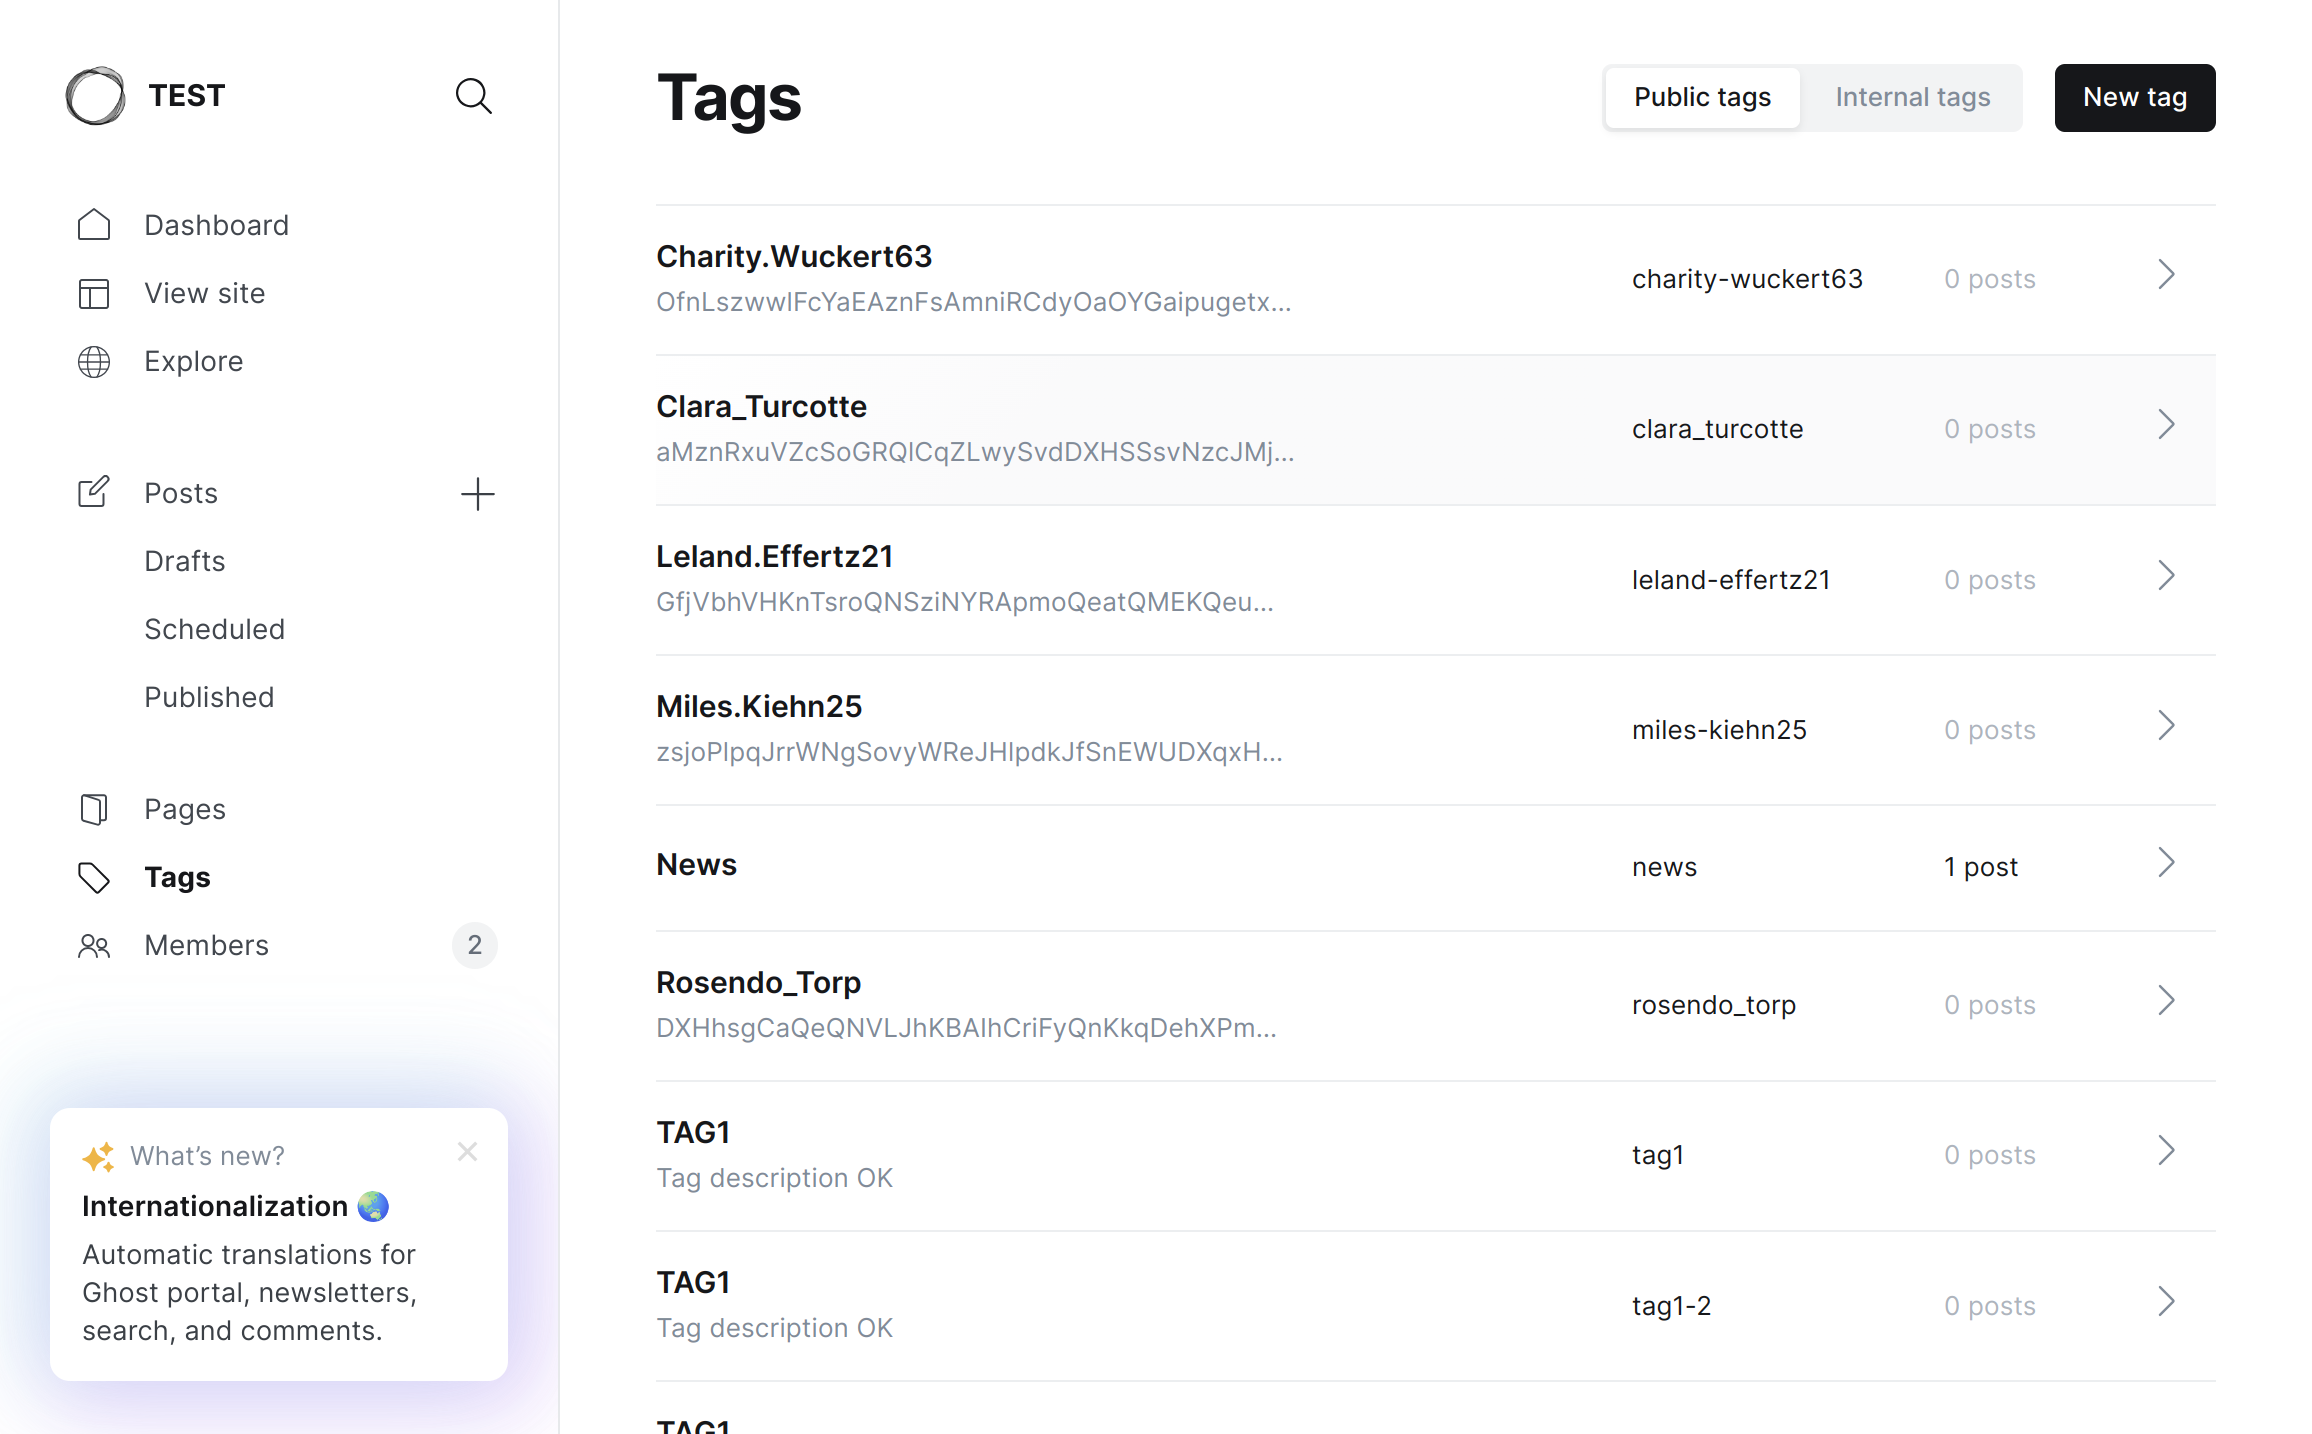 TEST
Dashboard
View site
Explore
Posts
Drafts
Scheduled
Published
Pages
Tags
Members
2
What’s new?
Internationalization 🌏
Automatic translations for
Ghost portal, newsletters,
search, and comments.
Tags
Public tags
Internal tags
New tag
Charity.Wuckert63
OfnLszwwlFcYaEAznFsAmniRCdyOaOYGaipugetx...
charity-wuckert63
0 posts
Clara_Turcotte
aMznRxuVZcSoGRQlCqZLwySvdDXHSSsvNzcJMj...
clara_turcotte
0 posts
Leland.Effertz21
GfjVbhVHKnTsroQNSziNYRApmoQeatQMEKQeu...
leland-effertz21
0 posts
Miles.Kiehn25
zsjoPlpqJrrWNgSovyWReJHlpdkJfSnEWUDXqxH...
miles-kiehn25
0 posts
News
news
1 post
Rosendo_Torp
DXHhsgCaQeQNVLJhKBAIhCriFyQnKkqDehXPm...
rosendo_torp
0 posts
TAG1
Tag description OK
tag1
0 posts
TAG1
Tag description OK
tag1-2
0 posts
TAG1